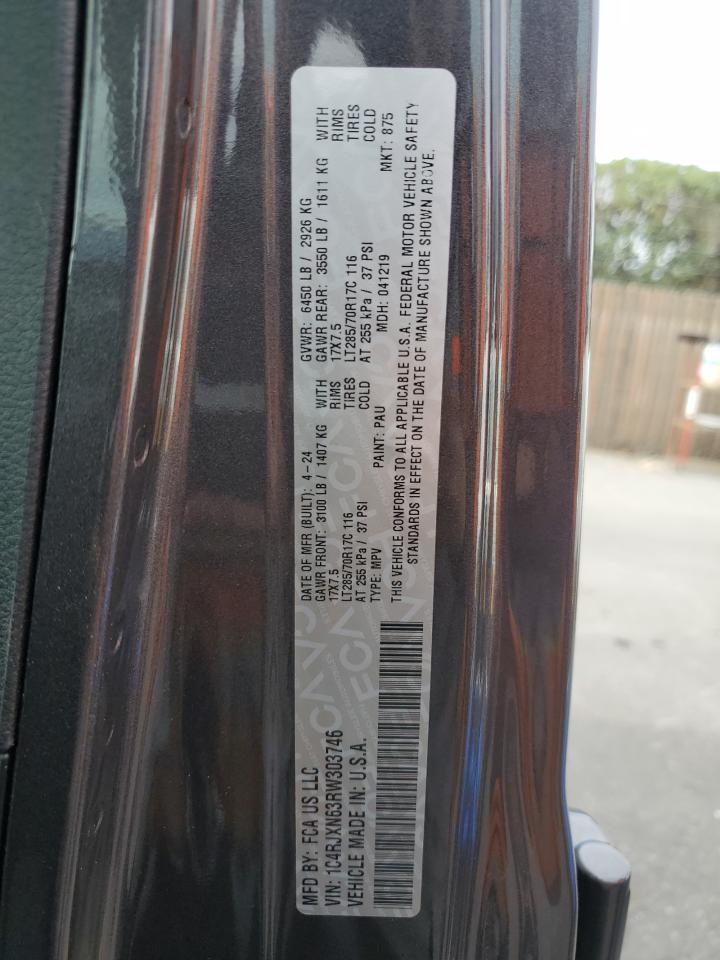 MFD BY: FCA US LLC
VIN: 1C4RJXN63RW303746
VEHICLE MADE IN: U.S.A.
DATE OF MFR (BUILT): 4-24
GVWR: 6450 LB / 2926 KG
GAWR FRONT: 3100 LB / 1407 KG WITH
GAWR REAR: 3550 LB / 1611 KG WITH
17X7.5 RIMS
17X7.5 RIMS
LT285/70R17C 116 TIRES
LT285/70R17C 116 TIRES
AT 255 kPa / 37 PSI COLD
AT 255 kPa / 37 PSI COLD
TYPE: MPV PAINT: PAU MDH: 041219 MKT: 875
THIS VEHICLE CONFORMS TO ALL APPLICABLE U.S.A. FEDERAL MOTOR VEHICLE SAFETY
STANDARDS IN EFFECT ON THE DATE OF MANUFACTURE SHOWN ABOVE.